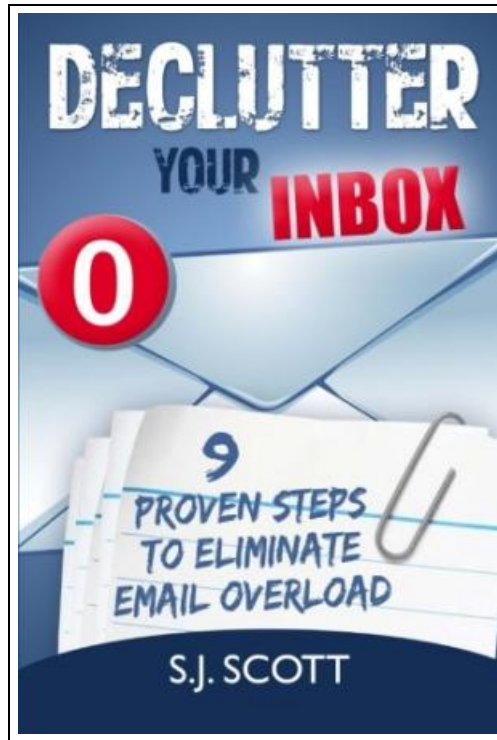 DECLUTTER
YOUR INBOX
0
9
PROVEN STEPS
TO ELIMINATE
EMAIL OVERLOAD
S.J. SCOTT